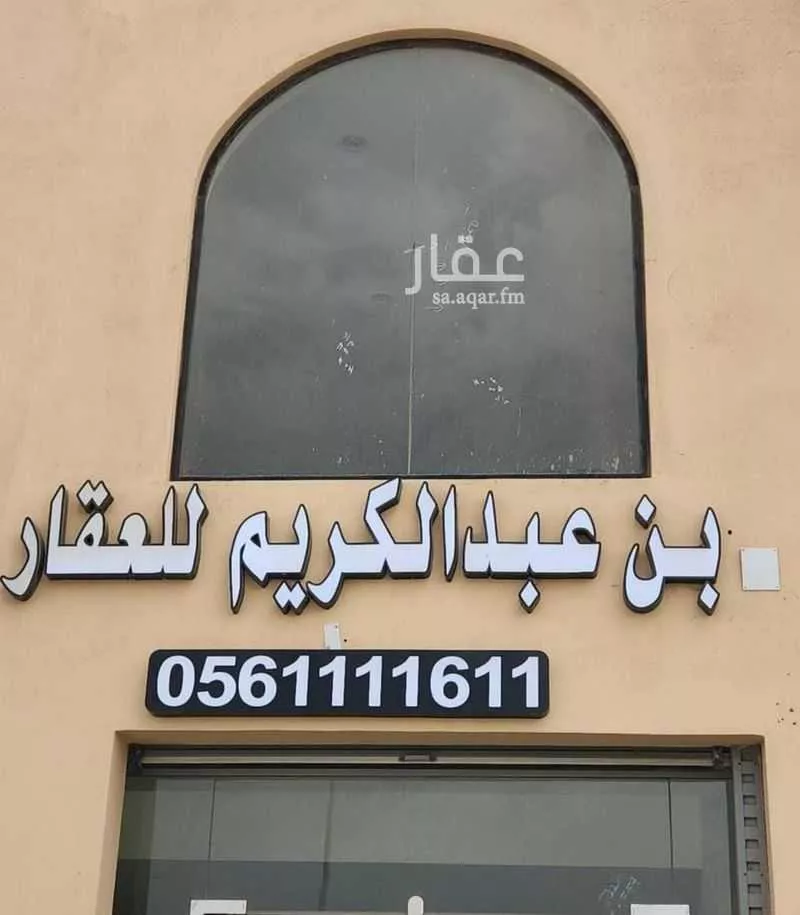 عقار
sa.aqar.fm
بن عبدالكريم للعقار
0561111611